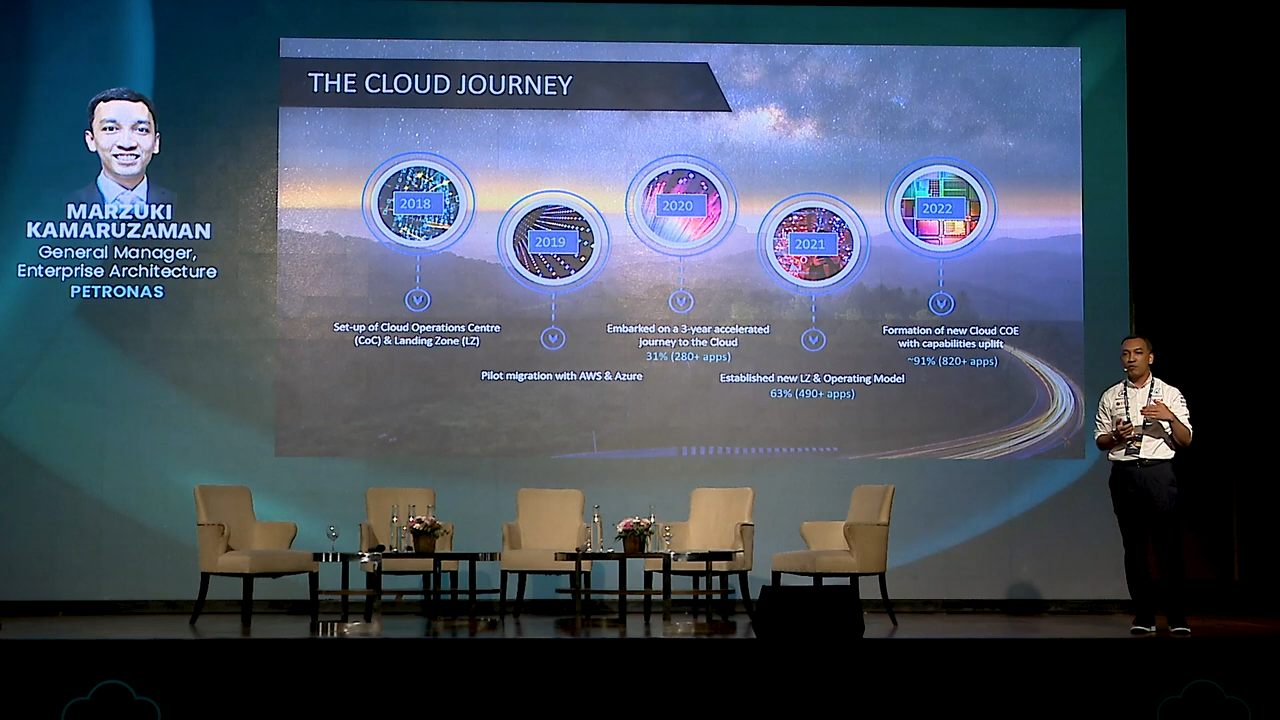 THE CLOUD JOURNEY
MARZUKI
KAMARUZAMAN
General Manager,
Enterprise Architecture
PETRONAS
2018
Set-up of Cloud Operations Centre
(CoC) & Landing Zone (LZ)
2019
Pilot migration with AWS & Azure
2020
Embarked on a 3-year accelerated
journey to the Cloud
31% (280+ apps)
2021
Established new LZ & Operating Model
63% (490+ apps)
2022
Formation of new Cloud COE
with capabilities uplift
~91% (820+ apps)